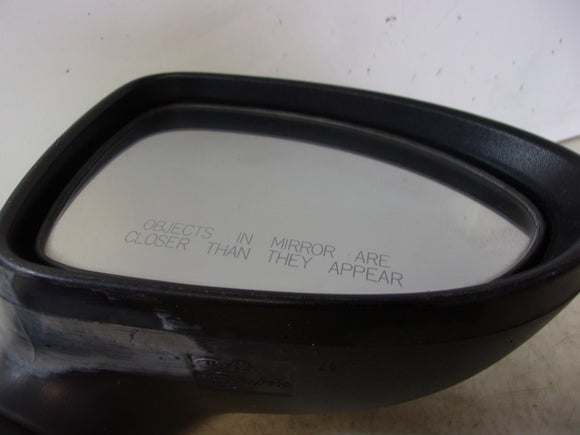 OBJECTS IN MIRROR ARE
CLOSER THAN THEY APPEAR